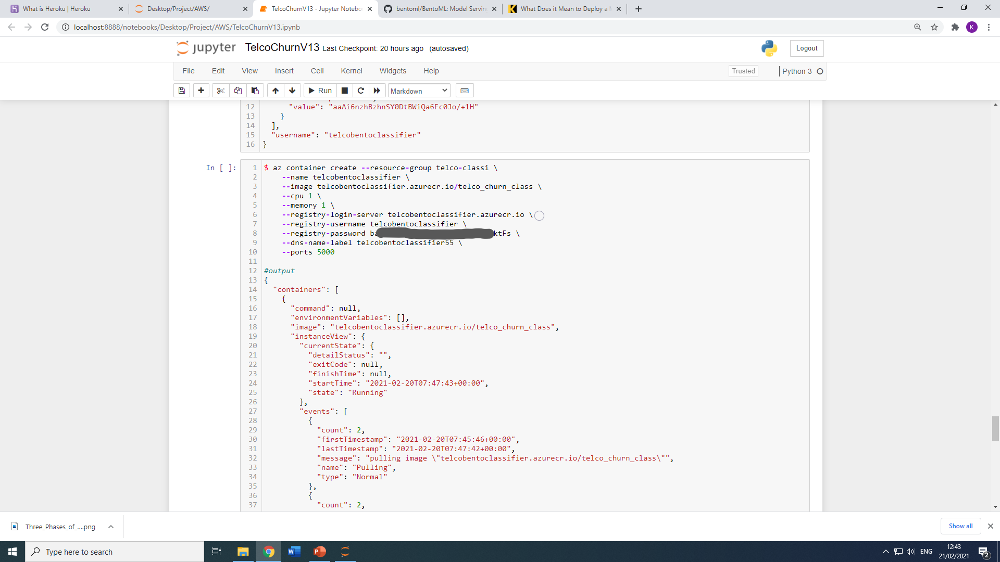 What is Heroku | Heroku
Desktop/Project/AWS/
TelcoChurnV13 - Jupyter Notebo
bentoml/BentoML: Model Servin
What Does it Mean to Deploy a
localhost:8888/notebooks/Desktop/Project/AWS/TelcoChurnV13.ipynb
K
jupyter TelcoChurnV13 Last Checkpoint: 20 hours ago (autosaved)
Logout
File Edit View Insert Cell Kernel Widgets Help
Trusted
Python 3
Run
Markdown
12 "value": "aaAi6nzhBzhnSY0DtBWiQa6Fc0Jo/+1H"
13 }
14 ],
15 "username": "telcobentoclassifier"
16 }
In [ ]:
1 $ az container create --resource-group telco-classi \
2 --name telcobentoclassifier \
3 --image telcobentoclassifier.azurecr.io/telco_churn_class \
4 --cpu 1 \
5 --memory 1 \
6 --registry-login-server telcobentoclassifier.azurecr.io \
7 --registry-username telcobentoclassifier \
8 --registry-password ktFs \
9 --dns-name-label telcobentoclassifier55 \
10 --ports 5000
11
12 #output
13 {
14 "containers": [
15 {
16 "command": null,
17 "environmentVariables": [],
18 "image": "telcobentoclassifier.azurecr.io/telco_churn_class",
19 "instanceView": {
20 "currentState": {
21 "detailStatus": "",
22 "exitCode": null,
23 "finishTime": null,
24 "startTime": "2021-02-20T07:47:43+00:00",
25 "state": "Running"
26 },
27 "events": [
28 {
29 "count": 2,
30 "firstTimestamp": "2021-02-20T07:45:46+00:00",
31 "lastTimestamp": "2021-02-20T07:47:42+00:00",
32 "message": "pulling image \"telcobentoclassifier.azurecr.io/telco_churn_class\"",
33 "name": "Pulling",
34 "type": "Normal"
35 },
36 {
37 "count": 2,
Three_Phases_of_....png
Show all
Type here to search
ENG
12:43
21/02/2021
2